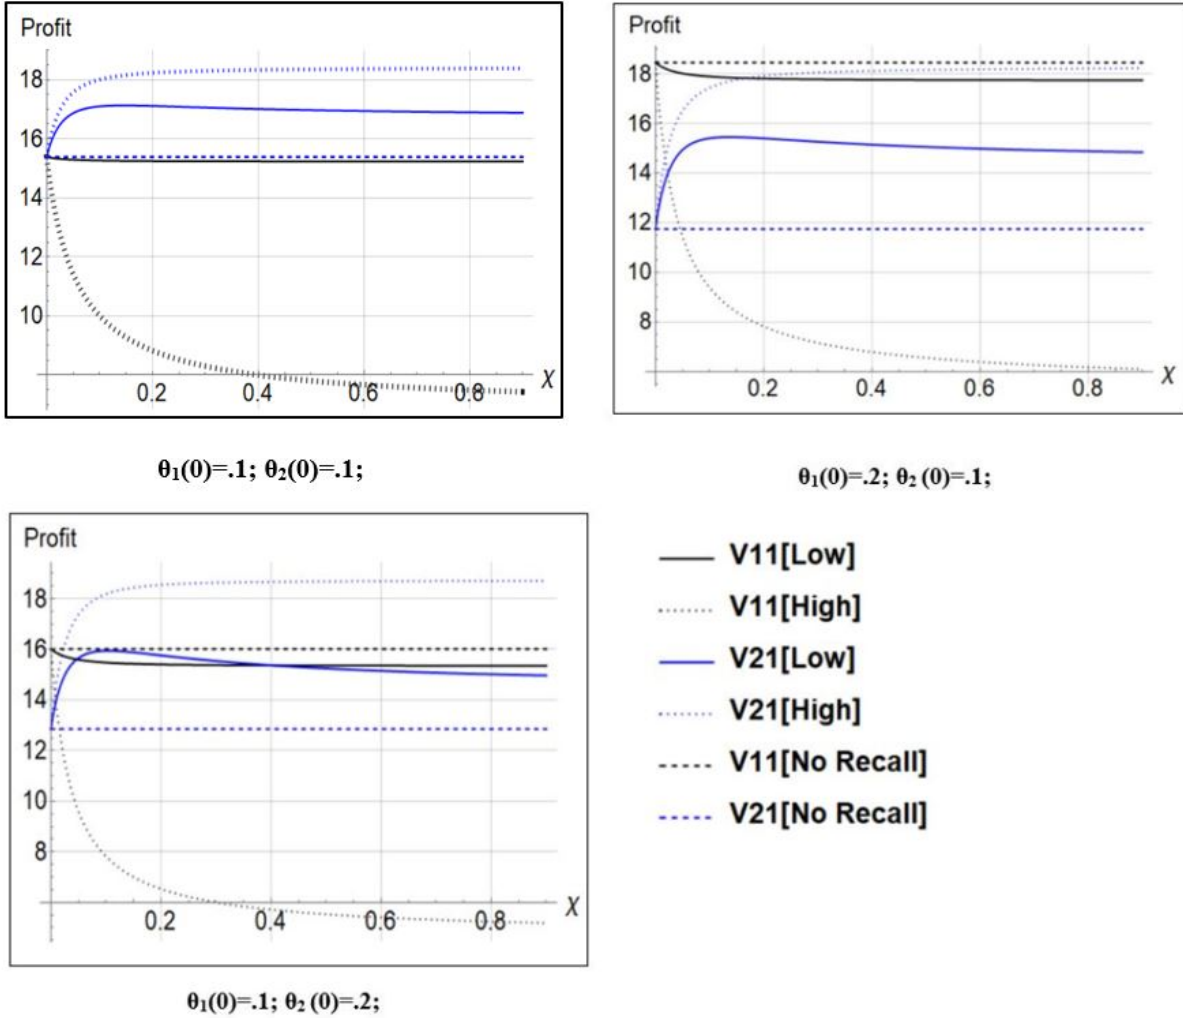 Profit
18
16
14
12
10
0.2 0.4 0.6 0.8 χ
θ₁(0)=.1; θ₂(0)=.1;
Profit
18
16
14
12
10
8
0.2 0.4 0.6 0.8 χ
θ₁(0)=.2; θ₂ (0)=.1;
Profit
18
16
14
12
10
8
0.2 0.4 0.6 0.8 χ
θ₁(0)=.1; θ₂ (0)=.2;
V11[Low]
V11[High]
V21[Low]
V21[High]
V11[No Recall]
V21[No Recall]